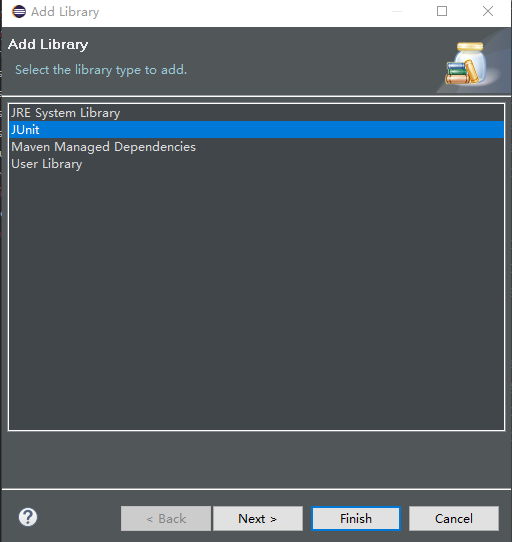 Add Library
Add Library
Select the library type to add.
JRE System Library
JUnit
Maven Managed Dependencies
User Library
?
< Back
Next >
Finish
Cancel